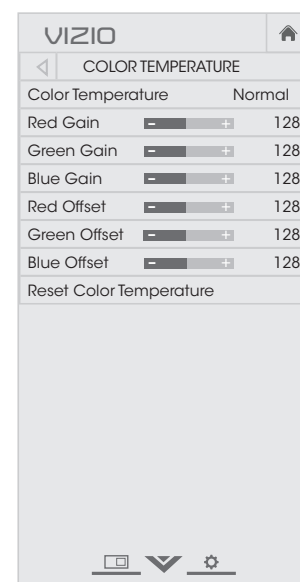 VIZIO
COLOR TEMPERATURE
Color Temperature Normal
Red Gain - + 128
Green Gain - + 128
Blue Gain - + 128
Red Offset - + 128
Green Offset - + 128
Blue Offset - + 128
Reset Color Temperature